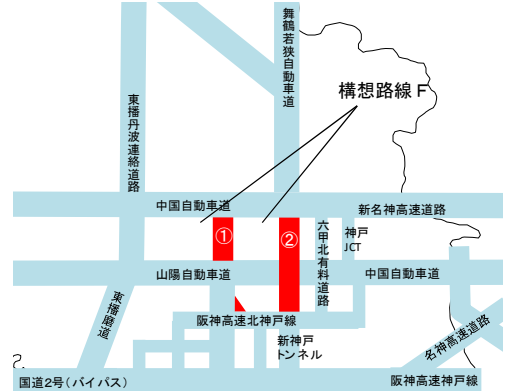 舞鶴若狭自動車道
構想路線F
東播丹波連絡道路
中国自動車道
新名神高速道路
①
②
六甲北有料道路
神戸
JCT
山陽自動車道
中国自動車道
東播磨道
阪神高速北神戸線
新神戸
トンネル
名神高速道路
国道2号(バイパス)
阪神高速神戸線